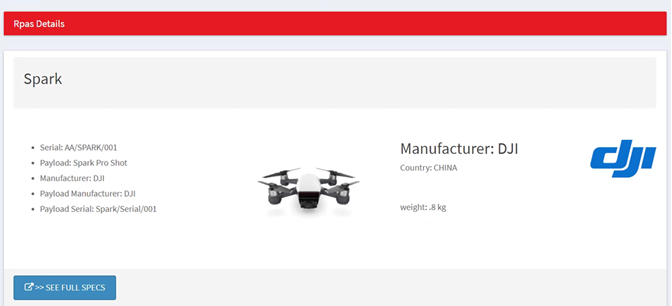 Rpas Details
Spark
Serial: AA/SPARK/001
Payload: Spark Pro Shot
Manufacturer: DJI
Payload Manufacturer: DJI
Payload Serial: Spark/Serial/001
Manufacturer: DJI
Country: CHINA
weight: .8 kg
dji
>> SEE FULL SPECS